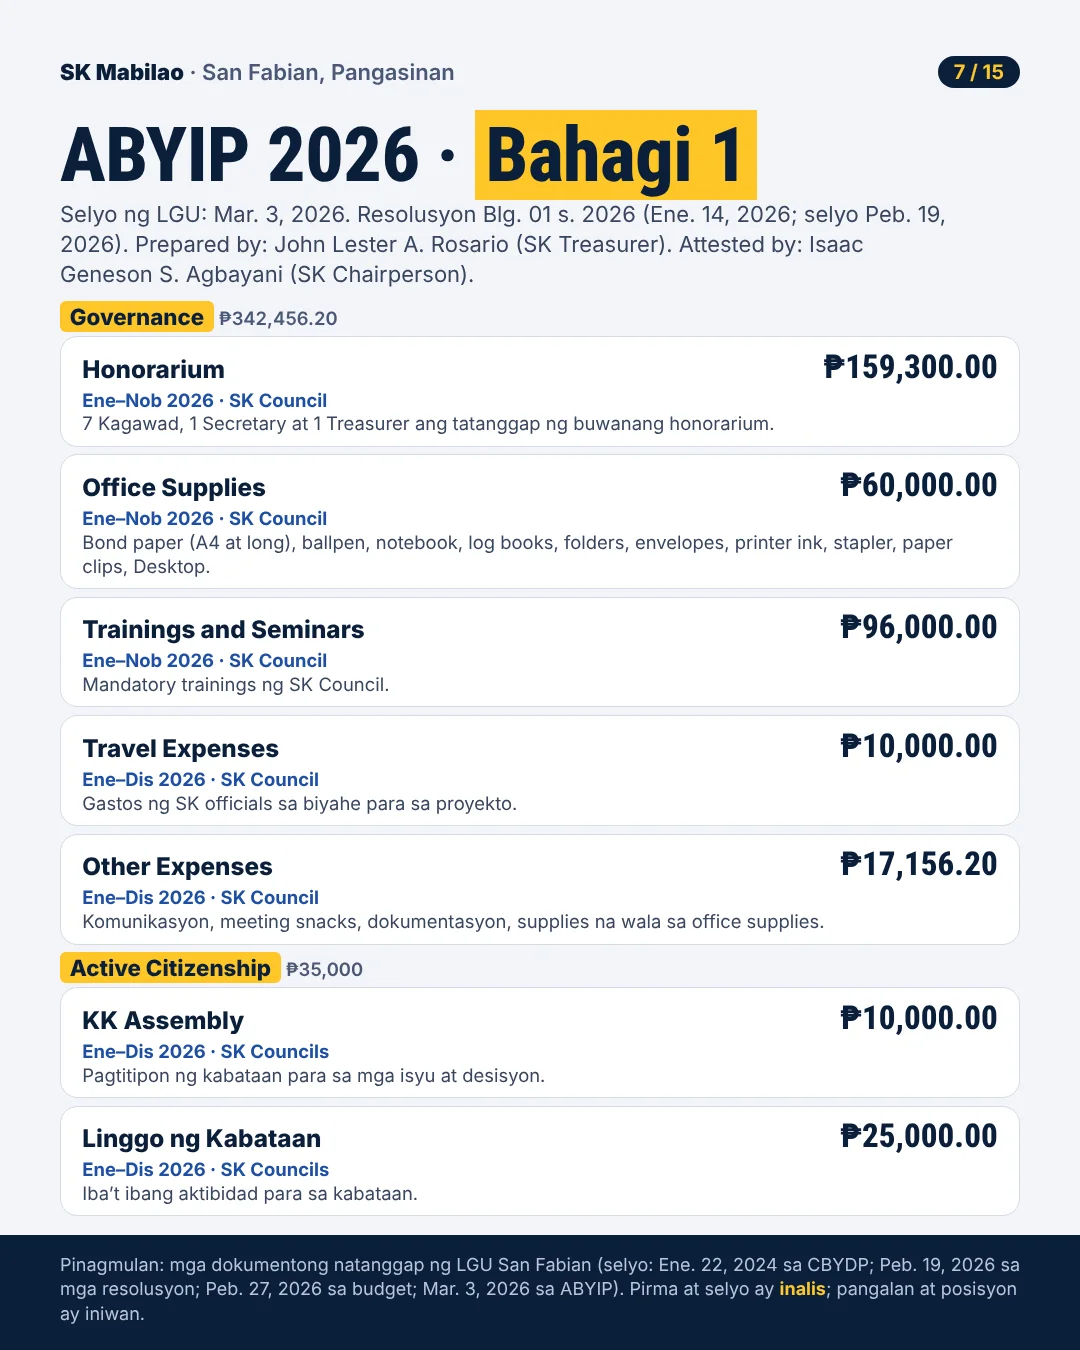 SK Mabilao · San Fabian, Pangasinan
7 / 15
ABYIP 2026 · Bahagi 1
Selyo ng LGU: Mar. 3, 2026. Resolusyon Blg. 01 s. 2026 (Ene. 14, 2026; selyo Peb. 19,
2026). Prepared by: John Lester A. Rosario (SK Treasurer). Attested by: Isaac
Geneson S. Agbayani (SK Chairperson).
Governance ₱342,456.20
Honorarium ₱159,300.00
Ene–Nob 2026 · SK Council
7 Kagawad, 1 Secretary at 1 Treasurer ang tatanggap ng buwanang honorarium.
Office Supplies ₱60,000.00
Ene–Nob 2026 · SK Council
Bond paper (A4 at long), ballpen, notebook, log books, folders, envelopes, printer ink, stapler, paper
clips, Desktop.
Trainings and Seminars ₱96,000.00
Ene–Nob 2026 · SK Council
Mandatory trainings ng SK Council.
Travel Expenses ₱10,000.00
Ene–Dis 2026 · SK Council
Gastos ng SK officials sa biyahe para sa proyekto.
Other Expenses ₱17,156.20
Ene–Dis 2026 · SK Council
Komunikasyon, meeting snacks, dokumentasyon, supplies na wala sa office supplies.
Active Citizenship ₱35,000
KK Assembly ₱10,000.00
Ene–Dis 2026 · SK Councils
Pagtitipon ng kabataan para sa mga isyu at desisyon.
Linggo ng Kabataan ₱25,000.00
Ene–Dis 2026 · SK Councils
Iba’t ibang aktibidad para sa kabataan.
Pinagmulan: mga dokumentong natanggap ng LGU San Fabian (selyo: Ene. 22, 2024 sa CBYDP; Peb. 19, 2026 sa
mga resolusyon; Peb. 27, 2026 sa budget; Mar. 3, 2026 sa ABYIP). Pirma at selyo ay inalis; pangalan at posisyon
ay iniwan.